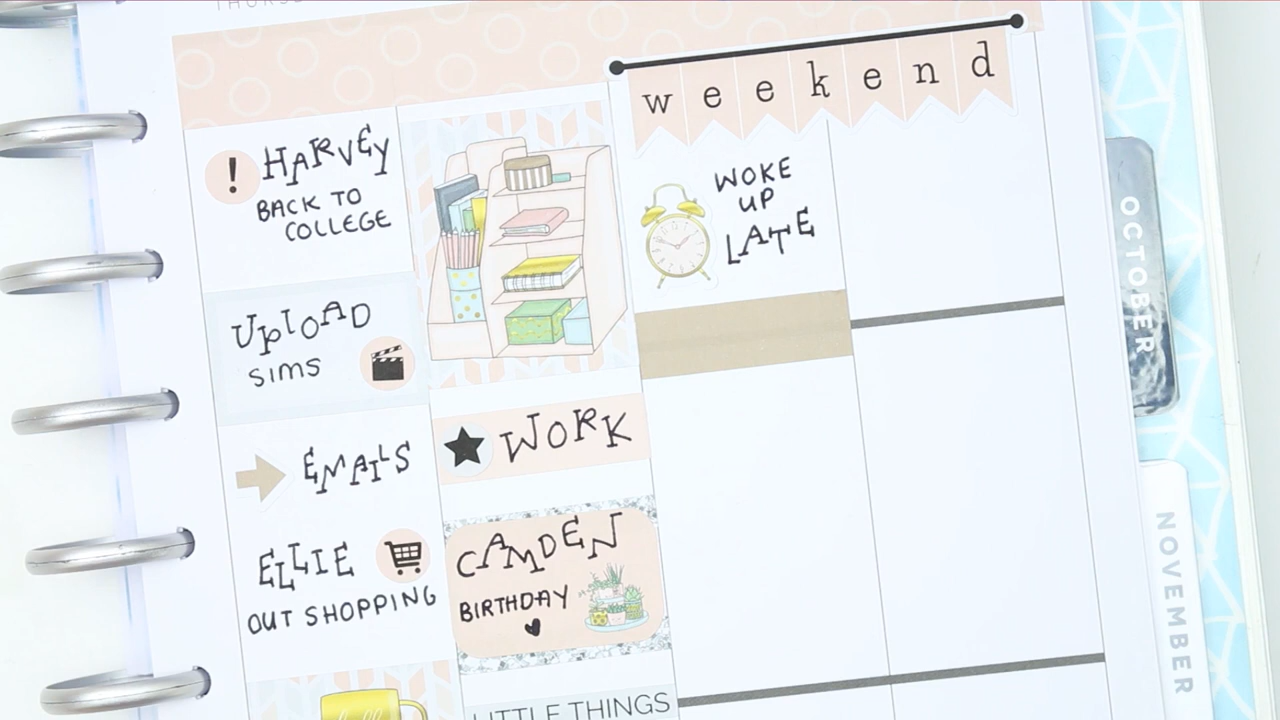 weekend
HARVEY
BACK TO
COLLEGE
UplOAD
sims
EMAILS
ELLIE
OUT SHOPPING
WORK
CAMDEN
BIRTHDAY
LITTLE THINGS
WOKE
UP
LATE
OCTOBER
NOVEMBER